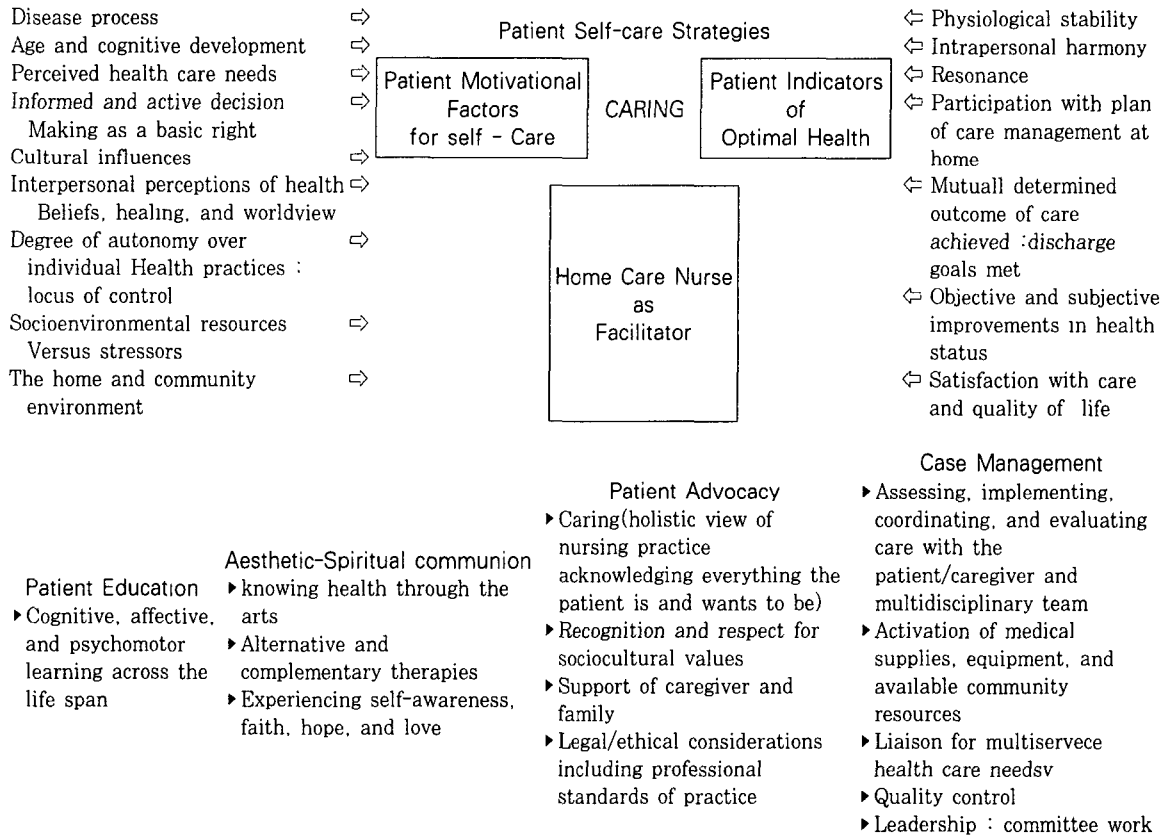 Disease process ⇨
Age and cognitive development ⇨
Perceived health care needs ⇨
Informed and active decision ⇨
Making as a basic right
Cultural influences ⇨
Interpersonal perceptions of health ⇨
Beliefs, healing, and worldview
Degree of autonomy over ⇨
individual Health practices :
locus of control
Socioenvironmental resources ⇨
Versus stressors
The home and community ⇨
environment
Patient Self-care Strategies
Patient Motivational
Factors
for self - Care
CARING
Patient Indicators
of
Optimal Health
Home Care Nurse
as
Facilitator
⇦ Physiological stability
⇦ Intrapersonal harmony
⇦ Resonance
⇦ Participation with plan
of care management at
home
⇦ Mutuall determined
outcome of care
achieved :discharge
goals met
⇦ Objective and subjective
improvements in health
status
⇦ Satisfaction with care
and quality of life
Patient Education
▶Cognitive, affective,
and psychomotor
learning across the
life span
Aesthetic-Spiritual communion
▶knowing health through the
arts
▶Alternative and
complementary therapies
▶Experiencing self-awareness,
faith, hope, and love
Patient Advocacy
▶Caring(holistic view of
nursing practice
acknowledging everything the
patient is and wants to be)
▶Recognition and respect for
sociocultural values
▶Support of caregiver and
family
▶Legal/ethical considerations
including professional
standards of practice
Case Management
▶Assessing, implementing,
coordinating, and evaluating
care with the
patient/caregiver and
multidisciplinary team
▶Activation of medical
supplies, equipment, and
available community
resources
▶Liaison for multiservece
health care needsv
▶Quality control
▶Leadership : committee work